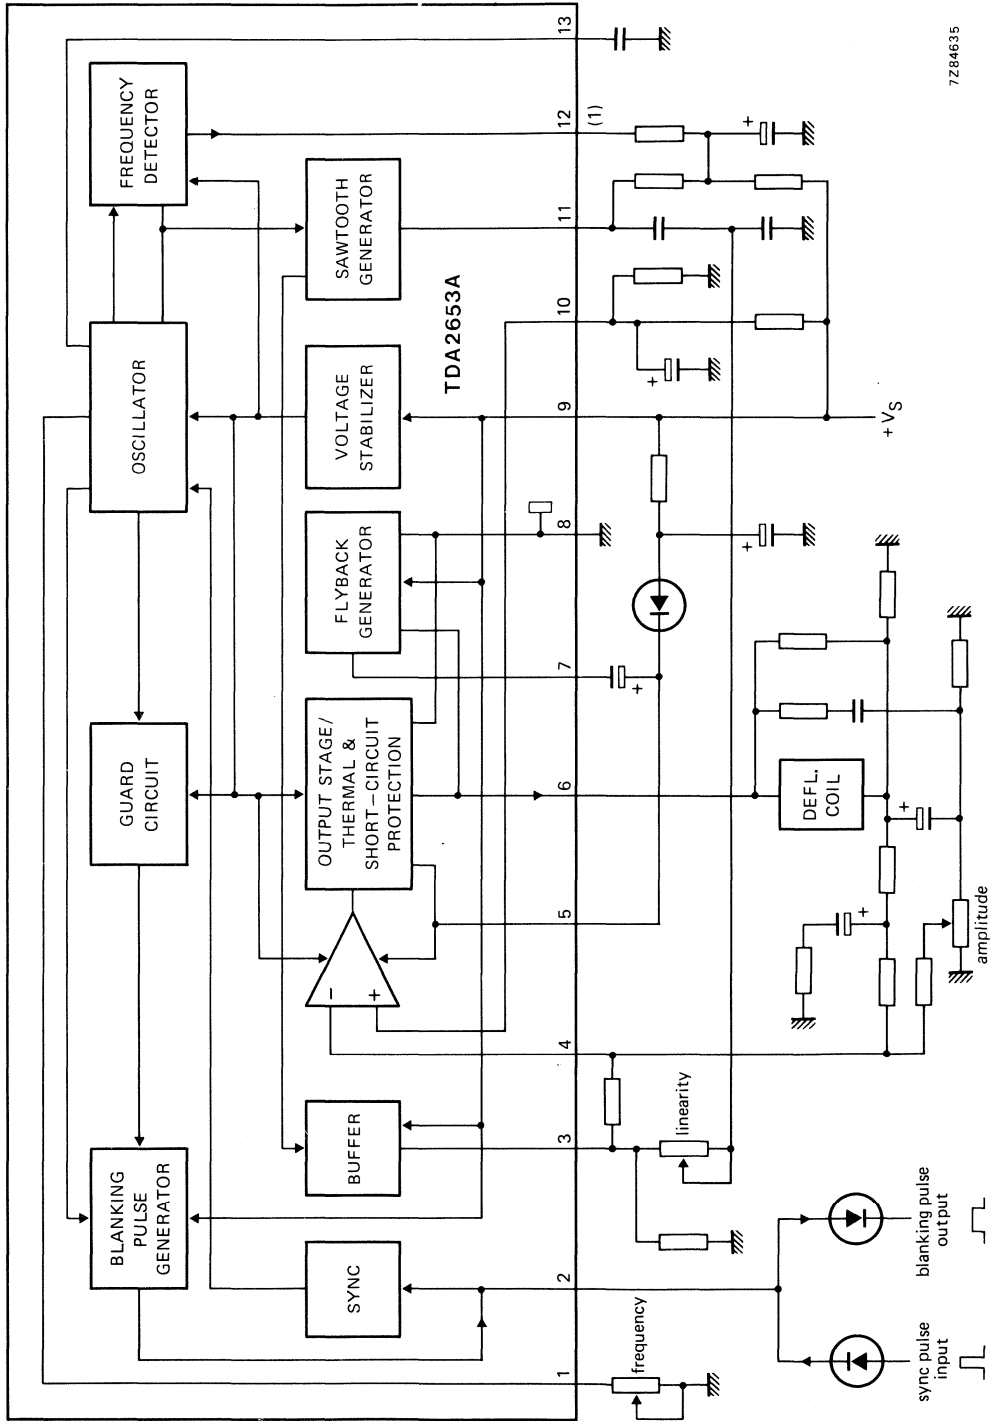 BLANKING
PULSE
GENERATOR
GUARD
CIRCUIT
OSCILLATOR
FREQUENCY
DETECTOR
SYNC
BUFFER
−
+
OUTPUT STAGE/
THERMAL &
SHORT−CIRCUIT
PROTECTION
FLYBACK
GENERATOR
VOLTAGE
STABILIZER
SAWTOOTH
GENERATOR
TDA2653A
1
2
3
4
5
6
7
8
9
10
11
12
13
(1)
frequency
linearity
+
+
+
+
+
+
DEFL.
COIL
+VS
amplitude
sync pulse
input
blanking pulse
output
7Z84635